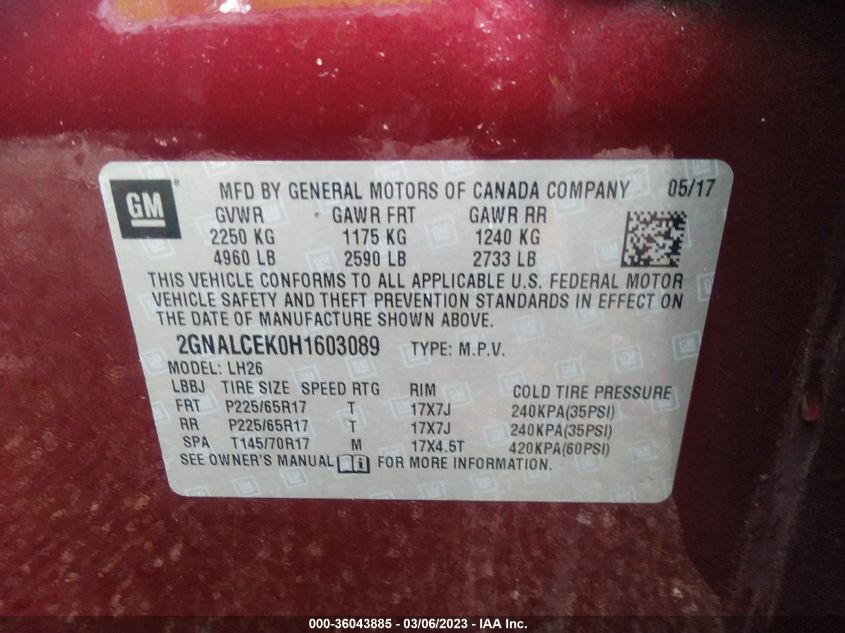 GM
MFD BY GENERAL MOTORS OF CANADA COMPANY 05/17
GVWR GAWR FRT GAWR RR
2250 KG 1175 KG 1240 KG
4960 LB 2590 LB 2733 LB
THIS VEHICLE CONFORMS TO ALL APPLICABLE U.S. FEDERAL MOTOR
VEHICLE SAFETY AND THEFT PREVENTION STANDARDS IN EFFECT ON
THE DATE OF MANUFACTURE SHOWN ABOVE.
2GNALCEK0H1603089 TYPE: M.P.V.
MODEL: LH26
LBBJ TIRE SIZE SPEED RTG RIM COLD TIRE PRESSURE
FRT P225/65R17 T 17X7J 240KPA(35PSI)
RR P225/65R17 T 17X7J 240KPA(35PSI)
SPA T145/70R17 M 17X4.5T 420KPA(60PSI)
SEE OWNER'S MANUAL FOR MORE INFORMATION.
000-36043885 - 03/06/2023 - IAA Inc.